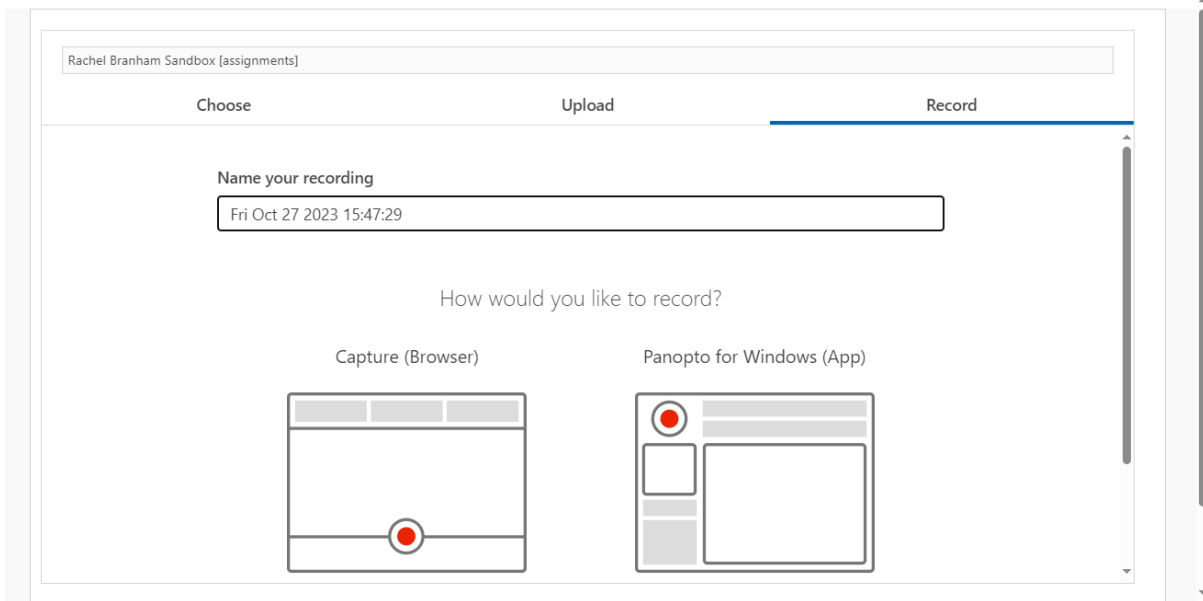 Rachel Branham Sandbox [assignments]
Choose Upload Record
Name your recording
Fri Oct 27 2023 15:47:29
How would you like to record?
Capture (Browser) Panopto for Windows (App)